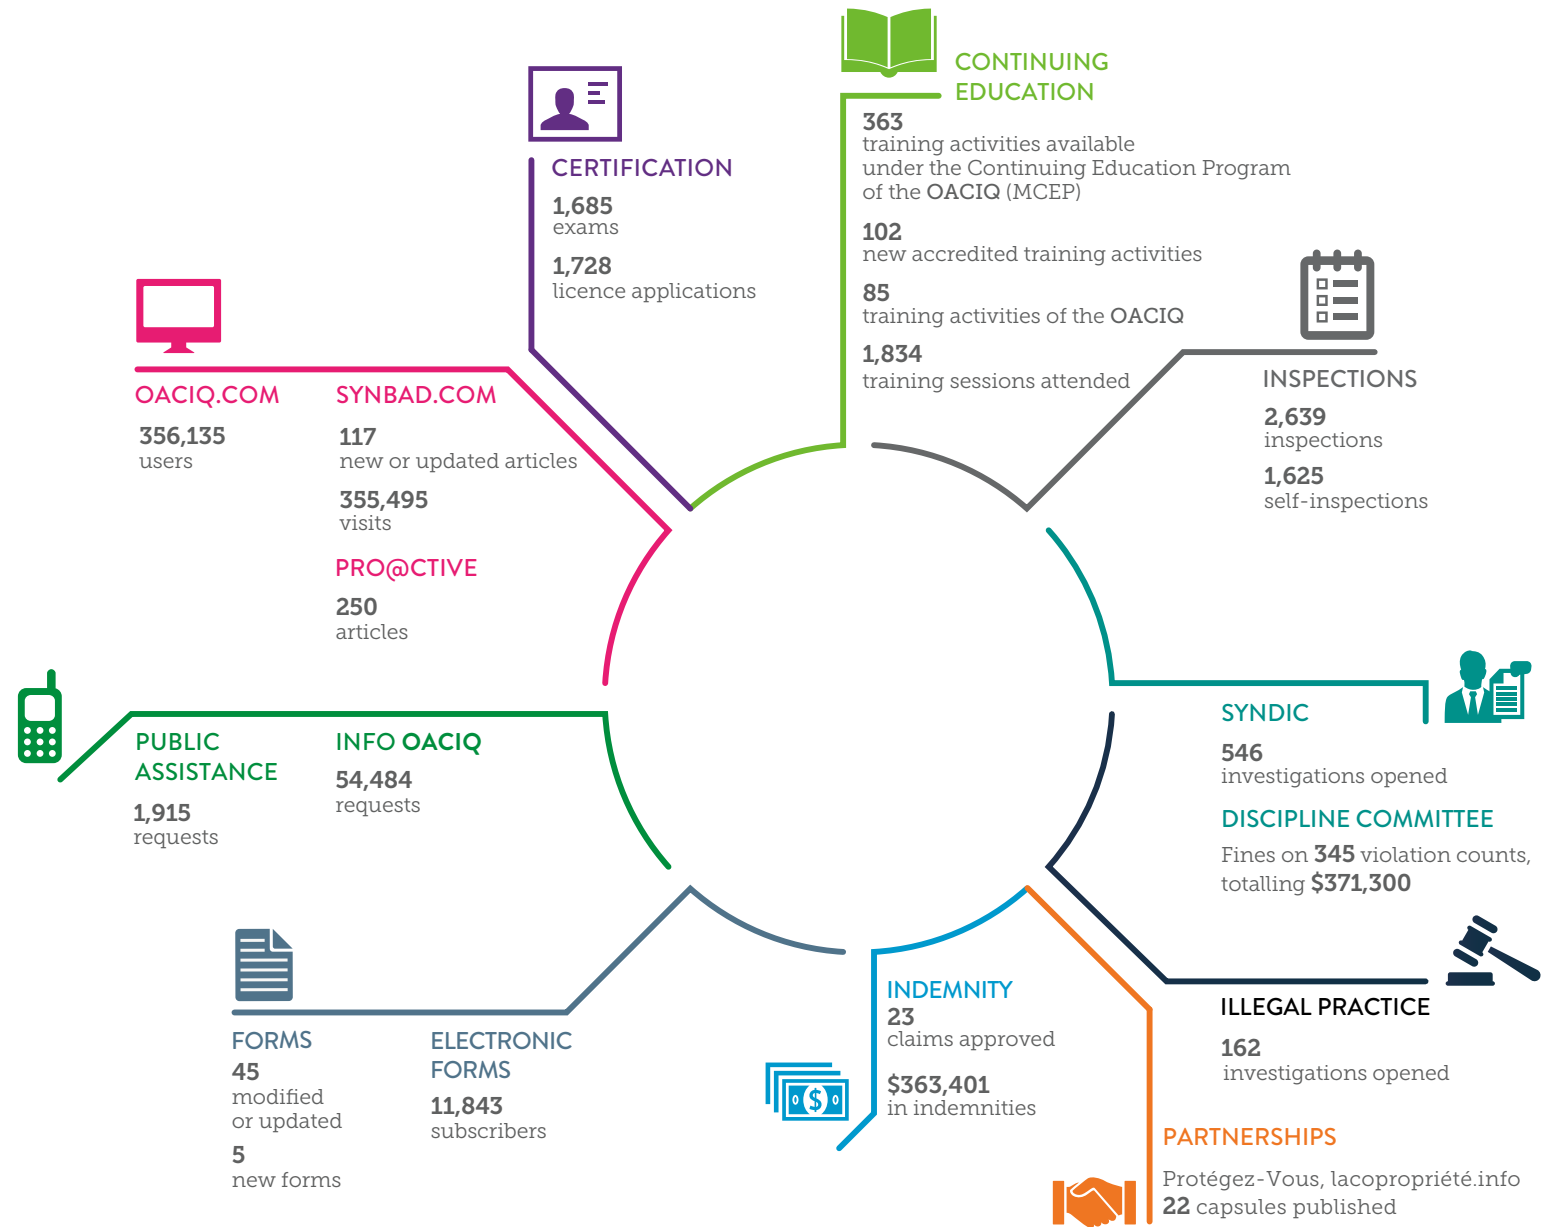 CONTINUING
EDUCATION
363
training activities available
under the Continuing Education Program
of the OACIQ (MCEP)
102
new accredited training activities
85
training activities of the OACIQ
1,834
training sessions attended
CERTIFICATION
1,685
exams
1,728
licence applications
INSPECTIONS
2,639
inspections
1,625
self-inspections
OACIQ.COM
356,135
users
SYNBAD.COM
117
new or updated articles
355,495
visits
PRO@CTIVE
250
articles
PUBLIC
ASSISTANCE
1,915
requests
INFO OACIQ
54,484
requests
SYNDIC
546
investigations opened
DISCIPLINE COMMITTEE
Fines on 345 violation counts,
totalling $371,300
ILLEGAL PRACTICE
162
investigations opened
FORMS
45
modified
or updated
5
new forms
ELECTRONIC
FORMS
11,843
subscribers
INDEMNITY
23
claims approved
$363,401
in indemnities
$
PARTNERSHIPS
Protégez-Vous, lacopropriété.info
22 capsules published